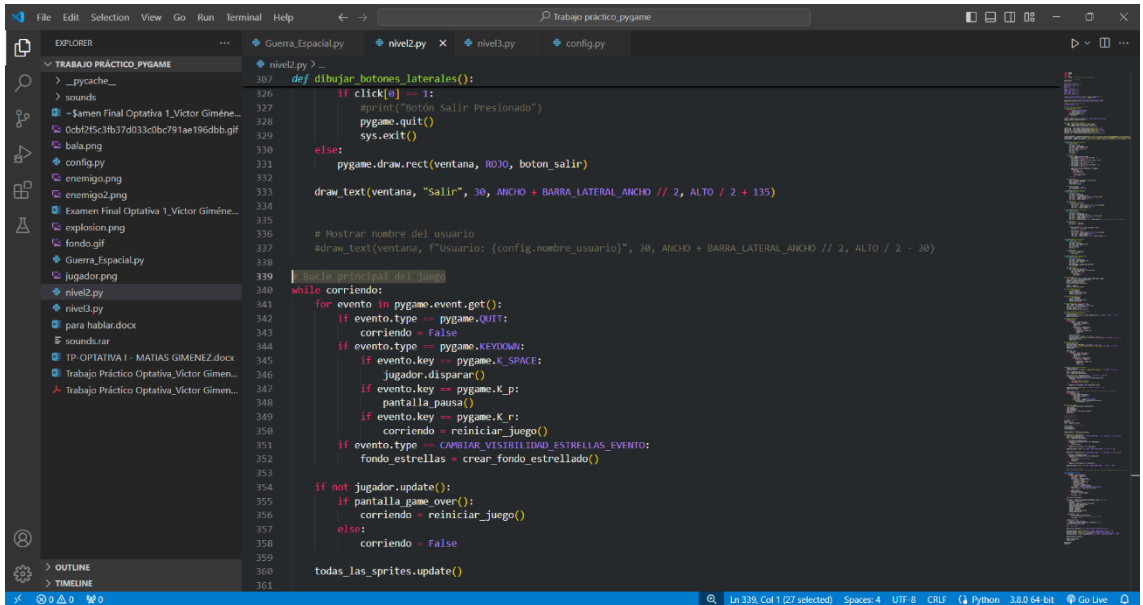 File Edit Selection View Go Run Terminal Help
Trabajo práctico_pygame
EXPLORER
TRABAJO PRÁCTICO_PYGAME
__pycache__
sounds
~$amen Final Optativa 1_Victor Giméne...
0cbf2f5c3fb37d033c0bc791ae196dbb.gif
bala.png
config.py
enemigo.png
enemigo2.png
Examen Final Optativa 1_Victor Giméne...
explosion.png
fondo.gif
Guerra_Espacial.py
jugador.png
nivel2.py
nivel3.py
para hablar.docx
sounds.rar
TP-OPTATIVA I - MATIAS GIMENEZ.docx
Trabajo Práctico Optativa_Victor Gimen...
Trabajo Práctico Optativa_Victor Gimen...
OUTLINE
TIMELINE
Guerra_Espacial.py nivel2.py nivel3.py config.py
nivel2.py > ...
307 def dibujar_botones_laterales():
326 if click[0] == 1:
327 #print("Botón Salir Presionado")
328 pygame.quit()
329 sys.exit()
330 else:
331 pygame.draw.rect(ventana, ROJO, boton_salir)
332
333 draw_text(ventana, "Salir", 30, ANCHO + BARRA_LATERAL_ANCHO // 2, ALTO / 2 + 135)
334
335
336 # Mostrar nombre del usuario
337 #draw_text(ventana, f"Usuario: {config.nombre_usuario}", 30, ANCHO + BARRA_LATERAL_ANCHO // 2, ALTO / 2 - 30)
338
339 # Bucle principal del juego
340 while corriendo:
341 for evento in pygame.event.get():
342 if evento.type == pygame.QUIT:
343 corriendo = False
344 if evento.type == pygame.KEYDOWN:
345 if evento.key == pygame.K_SPACE:
346 jugador.disparar()
347 if evento.key == pygame.K_p:
348 pantalla_pausa()
349 if evento.key == pygame.K_r:
350 corriendo = reiniciar_juego()
351 if evento.type == CAMBIAR_VISIBILIDAD_ESTRELLAS_EVENTO:
352 fondo_estrellas = crear_fondo_estrellado()
353
354 if not jugador.update():
355 if pantalla_game_over():
356 corriendo = reiniciar_juego()
357 else:
358 corriendo = False
359
360 todas_las_sprites.update()
361
0 0 0 Ln 339, Col 1 (27 selected) Spaces: 4 UTF-8 CRLF Python 3.8.0 64-bit Go Live